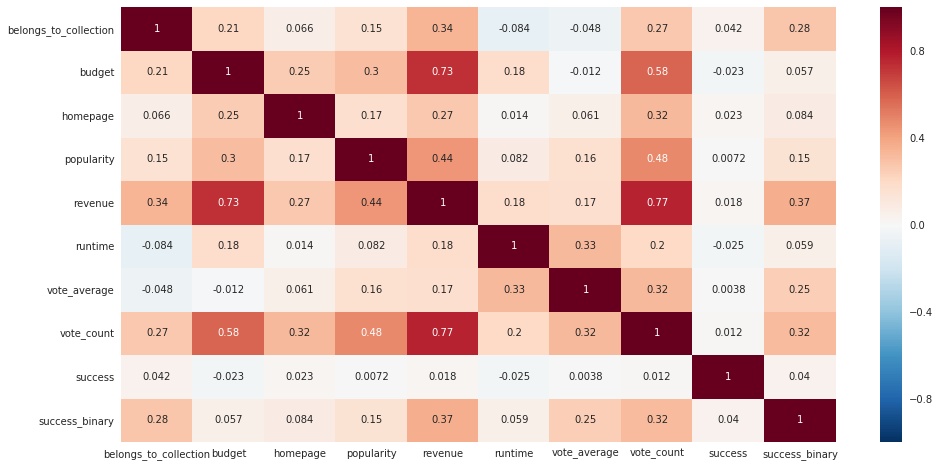 belongs_to_collection 1 0.21 0.066 0.15 0.34 -0.084 -0.048 0.27 0.042 0.28
budget 0.21 1 0.25 0.3 0.73 0.18 -0.012 0.58 -0.023 0.057
homepage 0.066 0.25 1 0.17 0.27 0.014 0.061 0.32 0.023 0.084
popularity 0.15 0.3 0.17 1 0.44 0.082 0.16 0.48 0.0072 0.15
revenue 0.34 0.73 0.27 0.44 1 0.18 0.17 0.77 0.018 0.37
runtime -0.084 0.18 0.014 0.082 0.18 1 0.33 0.2 -0.025 0.059
vote_average -0.048 -0.012 0.061 0.16 0.17 0.33 1 0.32 0.0038 0.25
vote_count 0.27 0.58 0.32 0.48 0.77 0.2 0.32 1 0.012 0.32
success 0.042 -0.023 0.023 0.0072 0.018 -0.025 0.0038 0.012 1 0.04
success_binary 0.28 0.057 0.084 0.15 0.37 0.059 0.25 0.32 0.04 1
belongs_to_collection budget homepage popularity revenue runtime vote_average vote_count success success_binary
0.8
0.4
0.0
-0.4
-0.8